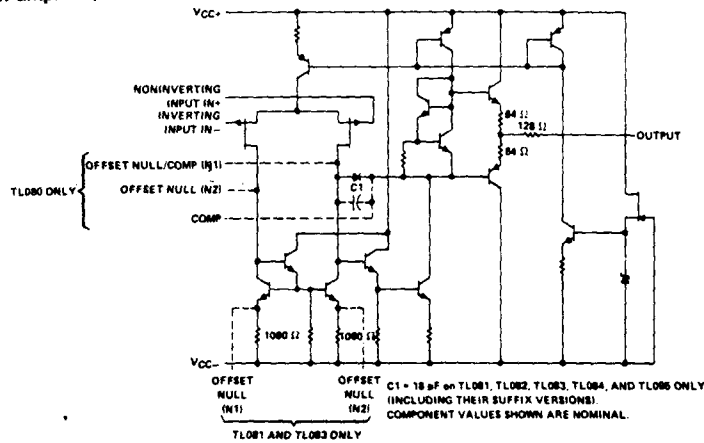 VCC+
NONINVERTING
INPUT IN+
INVERTING
INPUT IN−
64 Ω
128 Ω
OUTPUT
64 Ω
OFFSET NULL/COMP (N1)
TL080 ONLY
OFFSET NULL (N2)
C1
COMP
1080 Ω
1080 Ω
VCC−
OFFSET
NULL
(N1)
OFFSET
NULL
(N2)
C1 = 18 pF ON TL081, TL082, TL083, TL084, AND TL085 ONLY
(INCLUDING THEIR SUFFIX VERSIONS).
COMPONENT VALUES SHOWN ARE NOMINAL.
TL081 AND TL083 ONLY